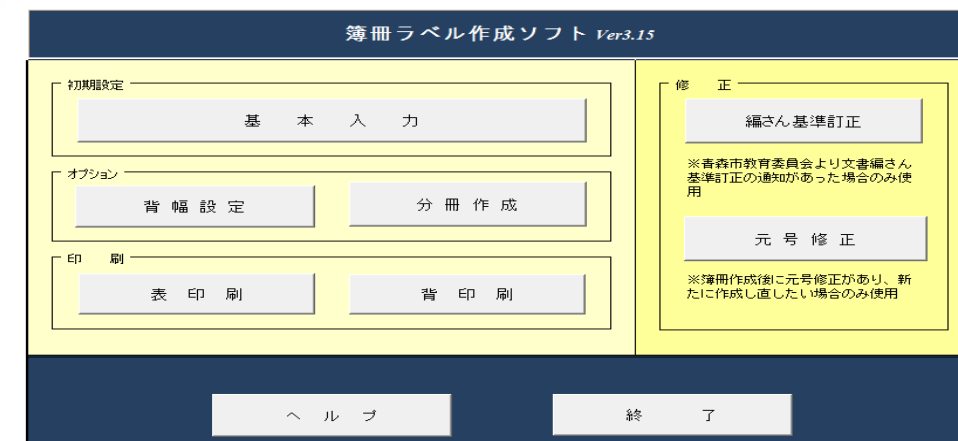 簿冊ラベル作成ソフト Ver3.15
初期設定
基本入力
オプション
背幅設定
分冊作成
印刷
表印刷
背印刷
修正
編さん基準訂正
※青森市教育委員会より文書編さん
基準訂正の通知があった場合のみ使
用
元号修正
※簿冊作成後に元号修正があり、新
たに作成し直したい場合のみ使用
ヘルプ
終了